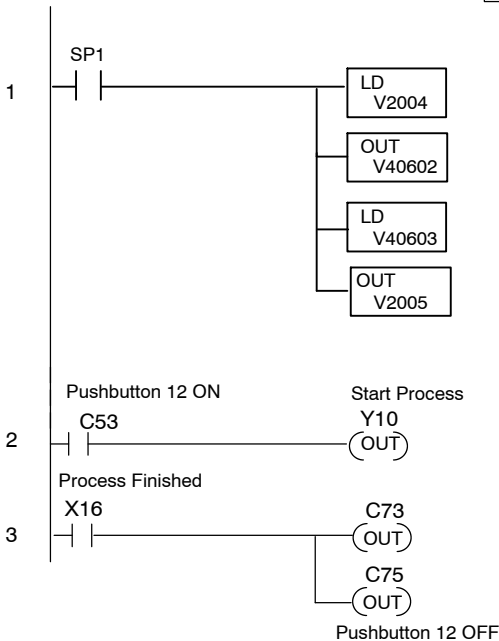 SP1
1
LD
V2004
OUT
V40602
LD
V40603
OUT
V2005
Pushbutton 12 ON
Start Process
C53
Y10
2
OUT
Process Finished
X16
C73
3
OUT
C75
OUT
Pushbutton 12 OFF